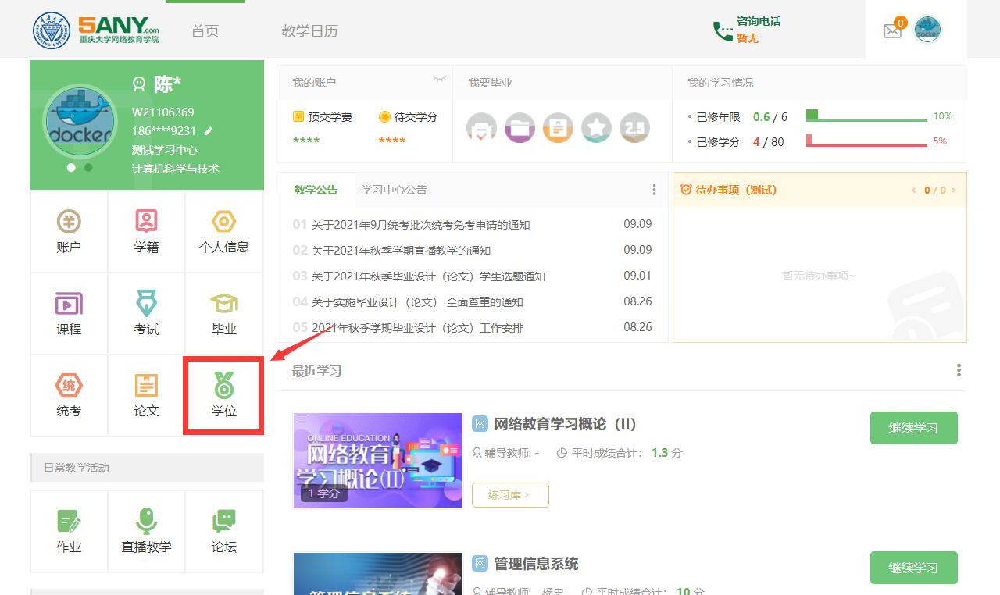 5ANY.com
重庆大学网络教育学院
首页
教学日历
咨询电话
暂无
0
docker
陈*
W21106369
186****9231
测试学习中心
计算机科学与技术
docker
我的账户
预交学费
待交学分
****
****
我要毕业
2.5
我的学习情况
已修年限 0.6 / 6 10%
已修学分 4 / 80 5%
账户
学籍
个人信息
课程
考试
毕业
统
统考
论文
学位
教学公告
学习中心公告
01 关于2021年9月统考批次统考免考申请的通知 09.09
02 关于2021年秋季学期直播教学的通知 09.09
03 关于2021年秋季毕业设计（论文）学生选题通知 09.01
04 关于实施毕业设计（论文） 全面查重的通知 08.26
05 2021年秋季学期毕业设计（论文）工作安排 08.26
待办事项（测试）
‹ 0 / 0 ›
暂无待办事项~
日常教学活动
作业
直播教学
论坛
最近学习
ONLINE EDUCATION
网络教育
学习概论(II)
1 学分
网 网络教育学习概论（II）
辅导教师: - 平时成绩合计： 1.3 分
练习库 ›
继续学习
管理信息系统
网 管理信息系统
辅导教师: 杨忠 平时成绩合计： 10 分
继续学习